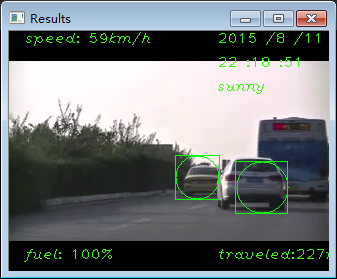 Results
speed: 59km/h
2015 /8 /11
22 :10 :51
sunny
fuel: 100%
traveled:227m